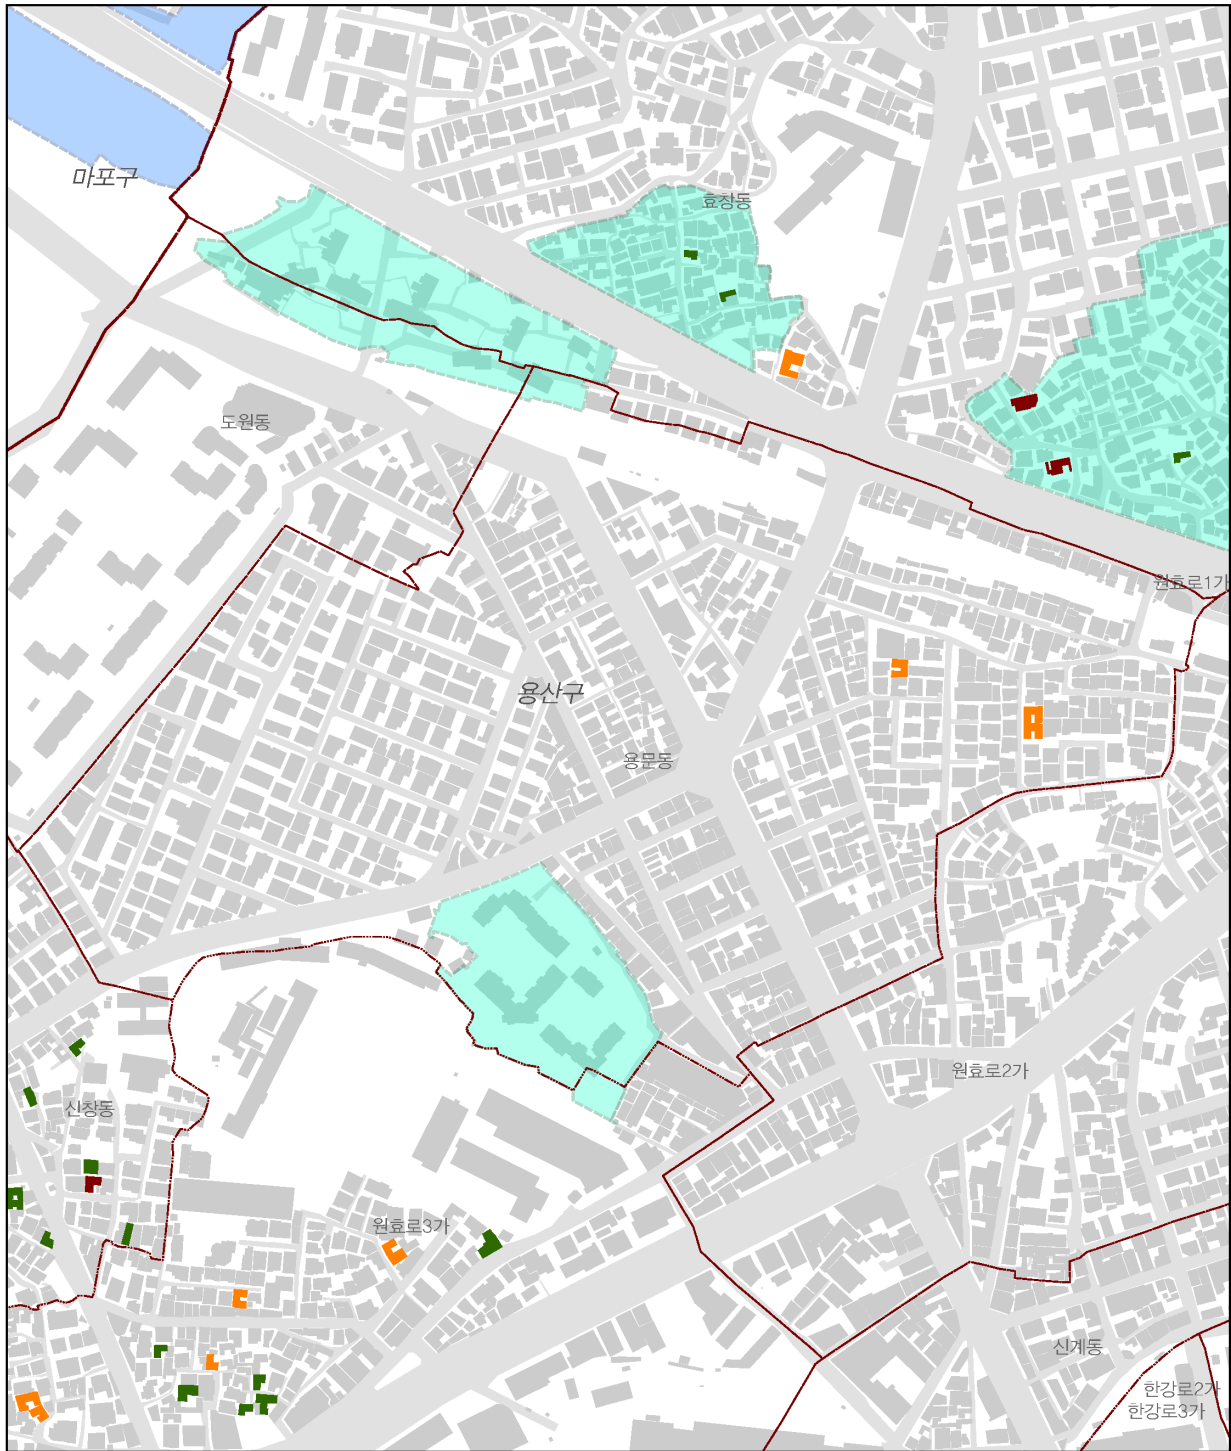 마포구
효창동
도원동
원효로1가
용산구
용문동
원효로2가
신창동
원효로3가
신계동
한강로2가
한강로3가